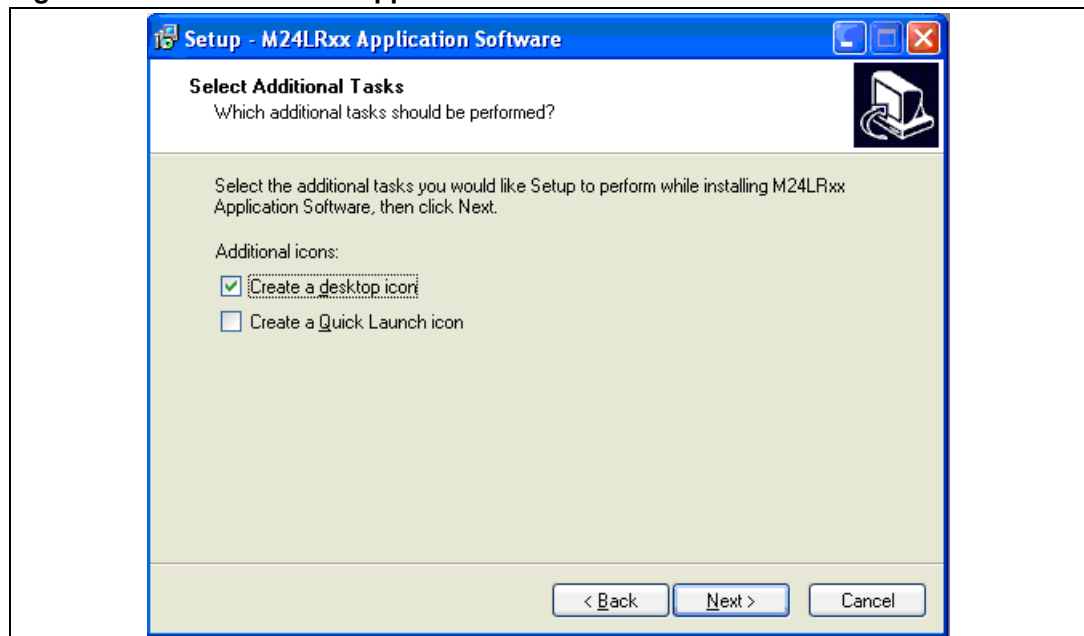 Setup - M24LRxx Application Software
Select Additional Tasks
Which additional tasks should be performed?
Select the additional tasks you would like Setup to perform while installing M24LRxx
Application Software, then click Next.
Additional icons:
Create a desktop icon
Create a Quick Launch icon
< Back Next > Cancel